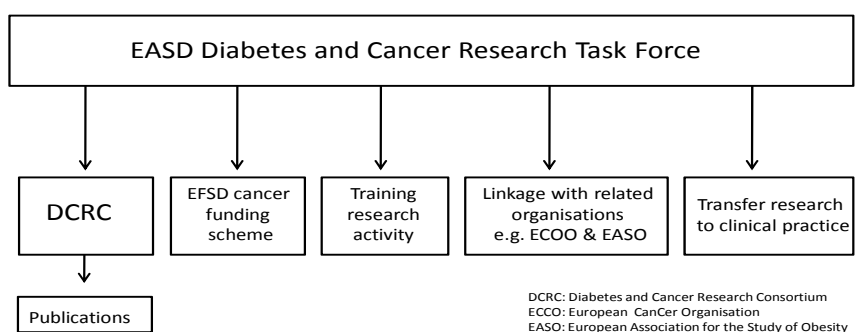 EASD Diabetes and Cancer Research Task Force
DCRC
EFSD cancer
funding
scheme
Training
research
activity
Linkage with related
organisations
e.g. ECOO & EASO
Transfer research
to clinical practice
Publications
DCRC: Diabetes and Cancer Research Consortium
ECCO: European CanCer Organisation
EASO: European Association for the Study of Obesity